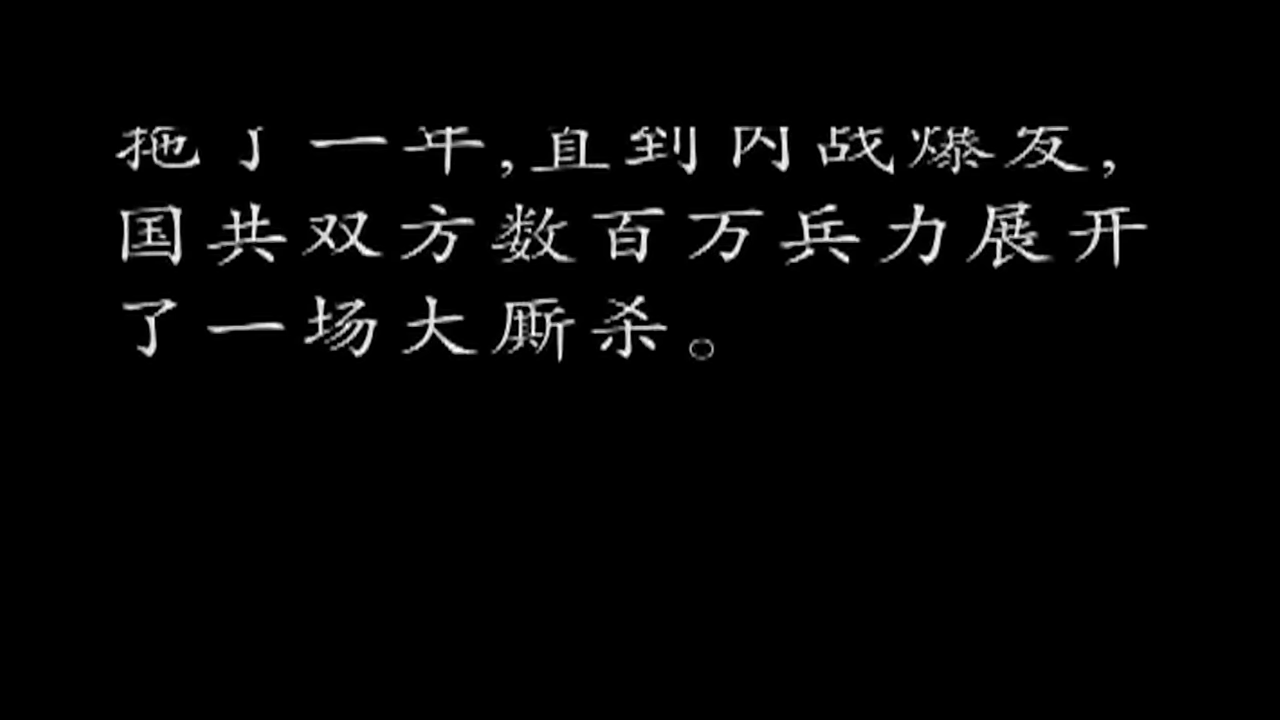 拖了一年,直到内战爆发,
国共双方数百万兵力展开
了一场大厮杀。